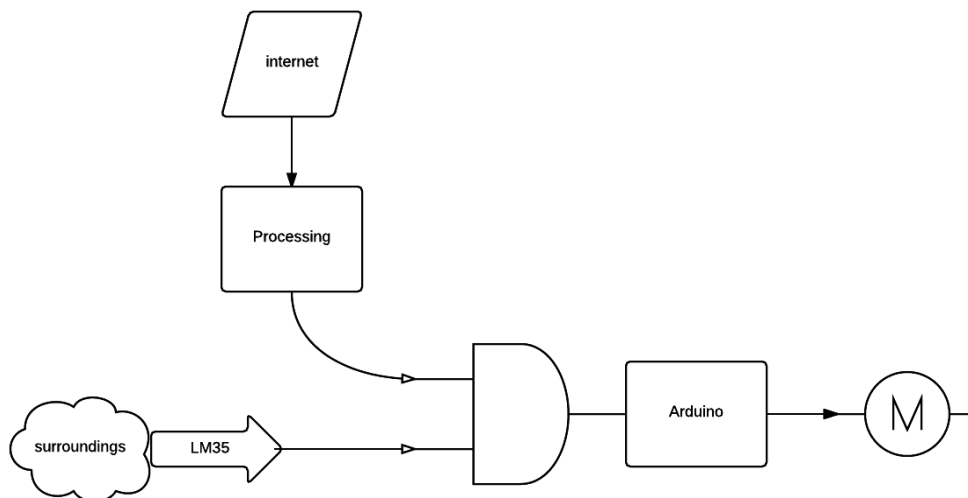 internet
Processing
surroundings
LM35
Arduino
M